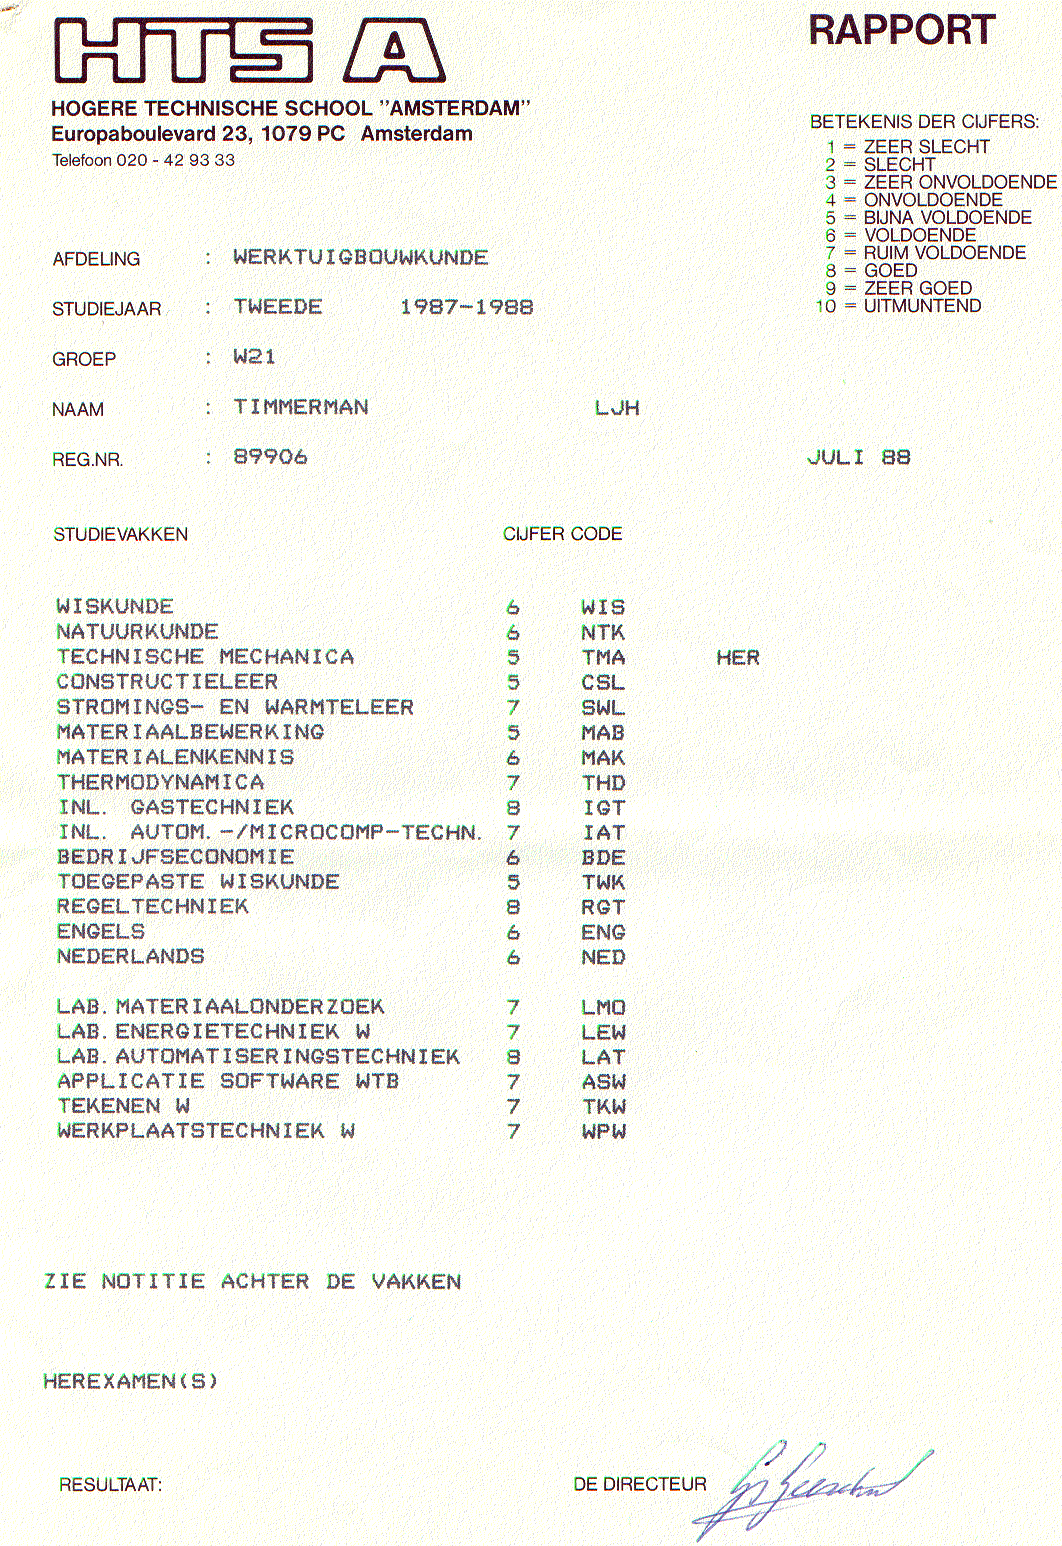 HTS A
RAPPORT
HOGERE TECHNISCHE SCHOOL "AMSTERDAM"
Europaboulevard 23, 1079 PC Amsterdam
Telefoon 020 - 42 93 33
BETEKENIS DER CIJFERS:
1 = ZEER SLECHT
2 = SLECHT
3 = ZEER ONVOLDOENDE
4 = ONVOLDOENDE
5 = BIJNA VOLDOENDE
6 = VOLDOENDE
7 = RUIM VOLDOENDE
8 = GOED
9 = ZEER GOED
10 = UITMUNTEND
AFDELING : WERKTUIGBOUWKUNDE
STUDIEJAAR : TWEEDE 1987-1988
GROEP : W21
NAAM : TIMMERMAN LJH
REG.NR. : 89906 JULI 88
STUDIEVAKKEN CIJFER CODE
WISKUNDE 6 WIS
NATUURKUNDE 6 NTK
TECHNISCHE MECHANICA 5 TMA HER
CONSTRUCTIELEER 5 CSL
STROMINGS- EN WARMTELEER 7 SWL
MATERIAALBEWERKING 5 MAB
MATERIALENKENNIS 6 MAK
THERMODYNAMICA 7 THD
INL. GASTECHNIEK 8 IGT
INL. AUTOM.-/MICROCOMP-TECHN. 7 IAT
BEDRIJFSECONOMIE 6 BDE
TOEGEPASTE WISKUNDE 5 TWK
REGELTECHNIEK 8 RGT
ENGELS 6 ENG
NEDERLANDS 6 NED
LAB.MATERIAALONDERZOEK 7 LMO
LAB.ENERGIETECHNIEK W 7 LEW
LAB.AUTOMATISERINGSTECHNIEK 8 LAT
APPLICATIE SOFTWARE WTB 7 ASW
TEKENEN W 7 TKW
WERKPLAATSTECHNIEK W 7 WPW
ZIE NOTITIE ACHTER DE VAKKEN
HEREXAMEN(S)
RESULTAAT: DE DIRECTEUR